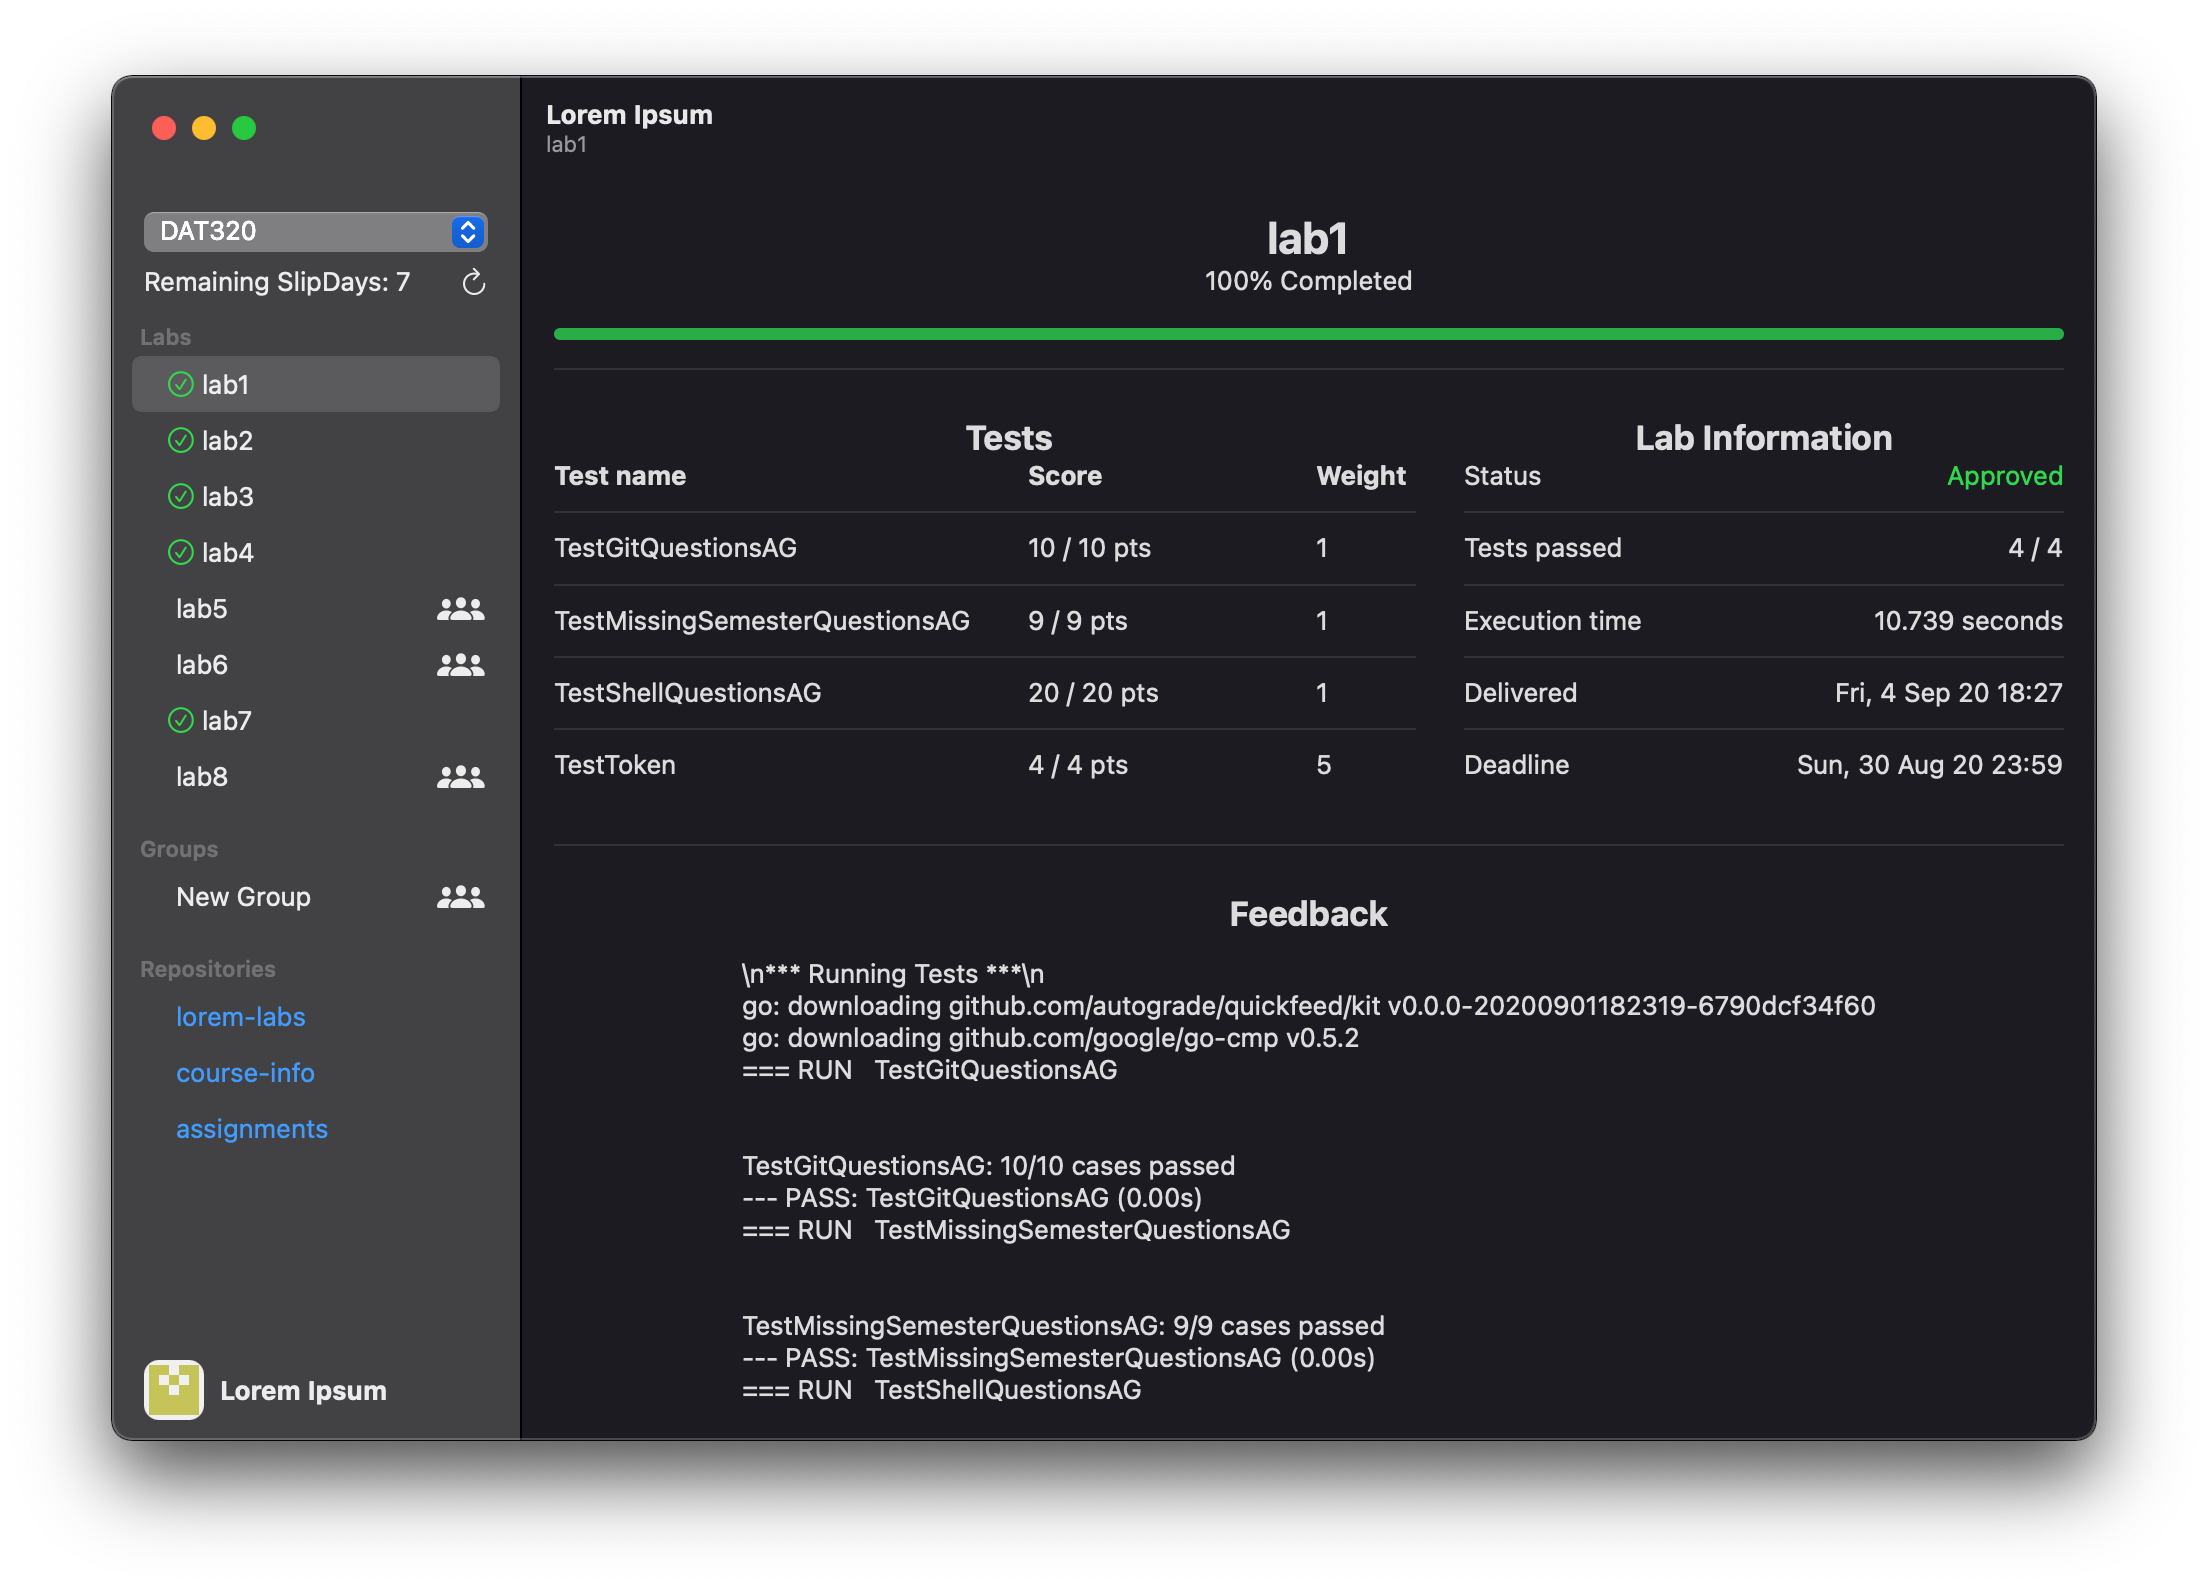 DAT320
Remaining SlipDays: 7
Labs
lab1
lab2
lab3
lab4
lab5
lab6
lab7
lab8
Groups
New Group
Repositories
lorem-labs
course-info
assignments
Lorem Ipsum
Lorem Ipsum
lab1
lab1
100% Completed
Tests
Test name Score Weight
TestGitQuestionsAG 10 / 10 pts 1
TestMissingSemesterQuestionsAG 9 / 9 pts 1
TestShellQuestionsAG 20 / 20 pts 1
TestToken 4 / 4 pts 5
Lab Information
Status Approved
Tests passed 4 / 4
Execution time 10.739 seconds
Delivered Fri, 4 Sep 20 18:27
Deadline Sun, 30 Aug 20 23:59
Feedback
\n*** Running Tests ***\n
go: downloading github.com/autograde/quickfeed/kit v0.0.0-20200901182319-6790dcf34f60
go: downloading github.com/google/go-cmp v0.5.2
=== RUN   TestGitQuestionsAG
TestGitQuestionsAG: 10/10 cases passed
--- PASS: TestGitQuestionsAG (0.00s)
=== RUN   TestMissingSemesterQuestionsAG
TestMissingSemesterQuestionsAG: 9/9 cases passed
--- PASS: TestMissingSemesterQuestionsAG (0.00s)
=== RUN   TestShellQuestionsAG